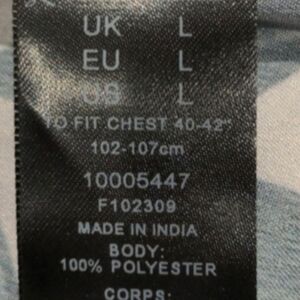 UK L
EU L
US L
TO FIT CHEST 40-42"
102-107cm
10005447
F102309
MADE IN INDIA
BODY:
100% POLYESTER
CORPS: